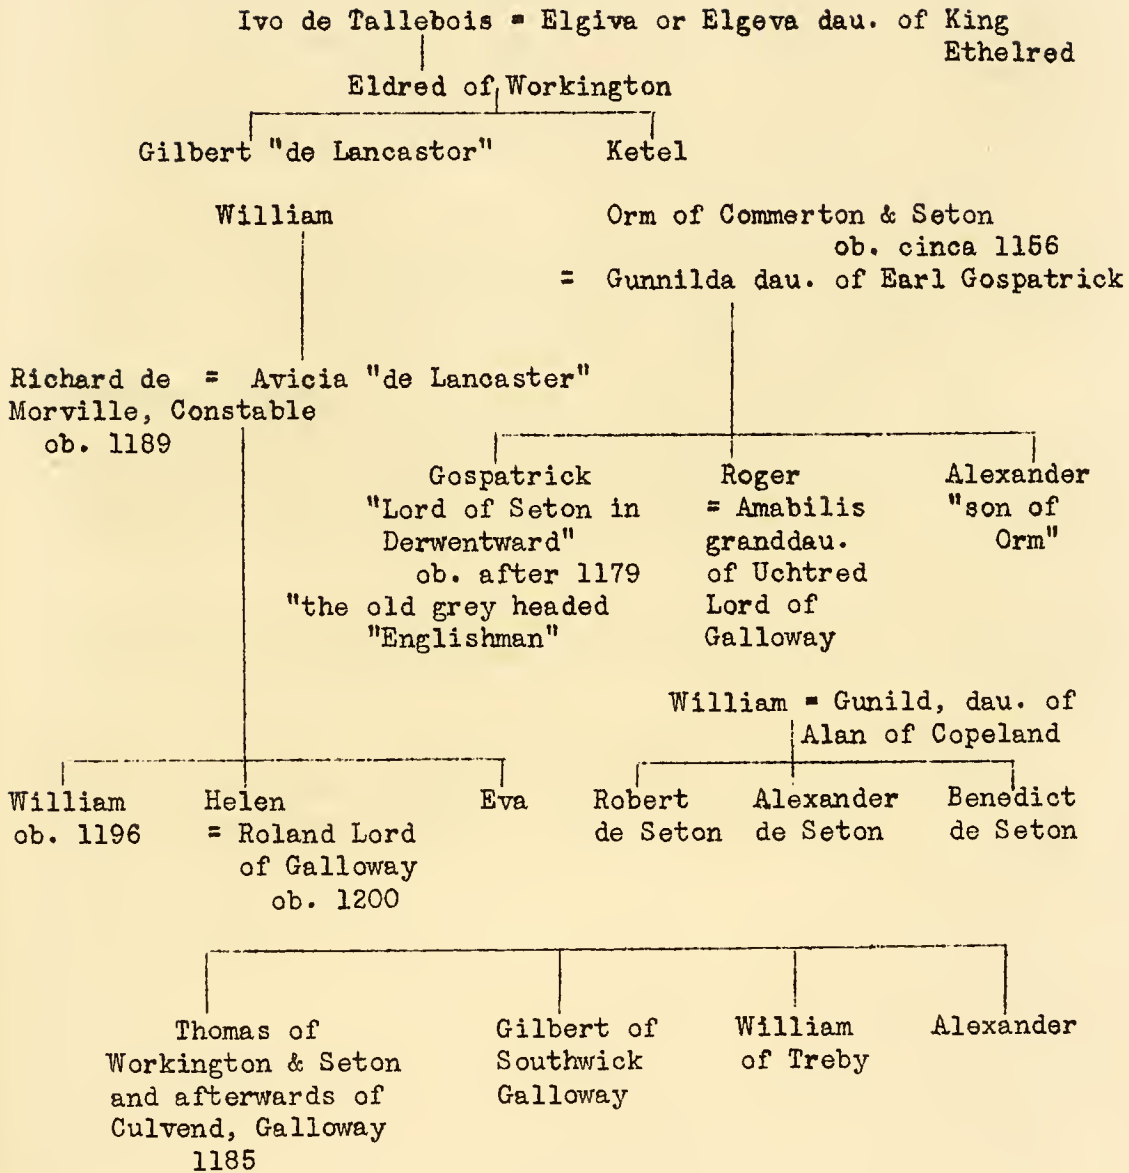 Ivo de Tallebois = Elgiva or Elgeva dau. of King
Ethelred
Eldred of Workington
Gilbert "de Lancastor"
Ketel
William
Orm of Commerton & Seton
ob. circa 1156
= Gunnilda dau. of Earl Gospatrick
Richard de = Avicia "de Lancaster"
Morville, Constable
ob. 1189
Gospatrick
"Lord of Seton in
Derwentward"
ob. after 1179
"the old grey headed
"Englishman"
Roger
= Amabilis
granddau.
of Uchtred
Lord of
Galloway
Alexander
"son of
Orm"
William = Gunild, dau. of
Alan of Copeland
William
ob. 1196
Helen
= Roland Lord
of Galloway
ob. 1200
Eva
Robert
de Seton
Alexander
de Seton
Benedict
de Seton
Thomas of
Workington & Seton
and afterwards of
Culvend, Galloway
1185
Gilbert of
Southwick
Galloway
William
of Treby
Alexander